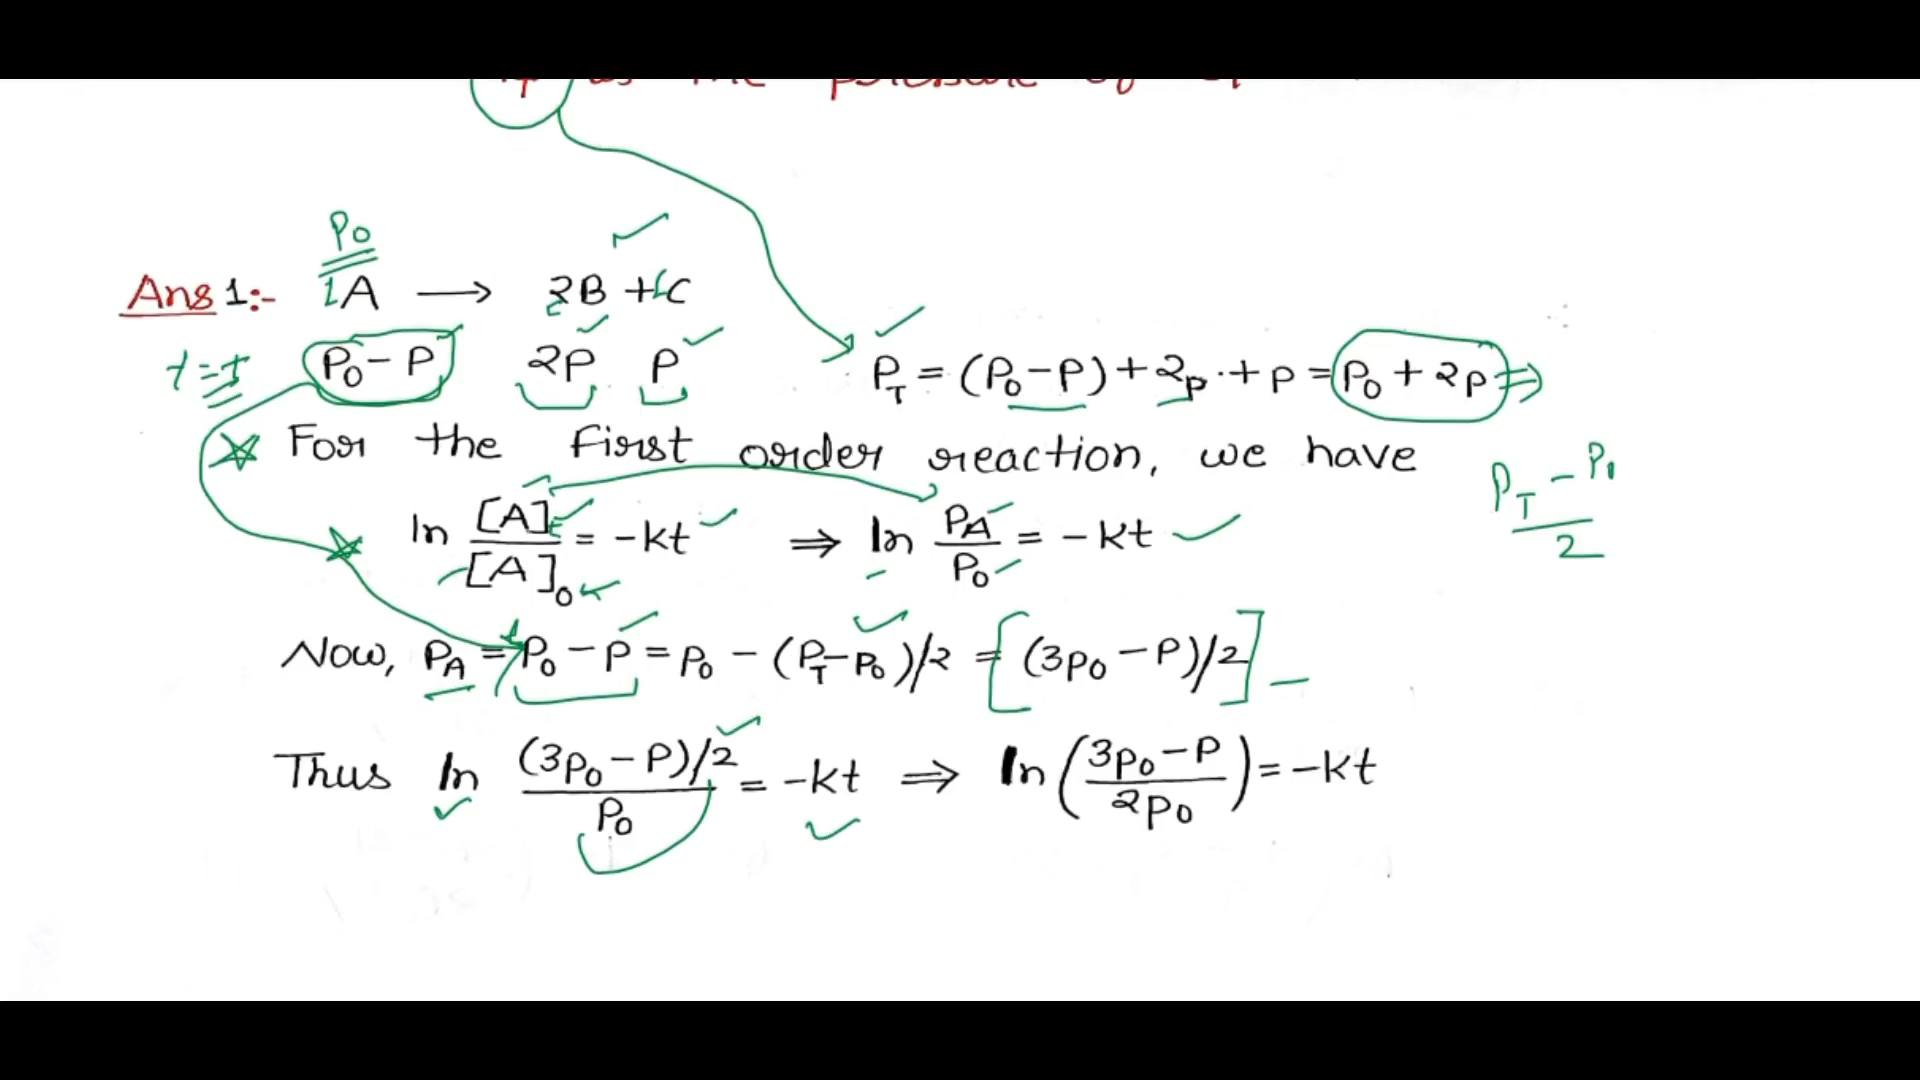 P₀
Ans 1:- 1A ⟶ 2B + 1C
t=t P₀ - P 2P P
P_T = (P₀-P) + 2p + p = P₀ + 2p ⇒
For the first order reaction, we have
P_T - P₀ / 2
ln [A]t/[A]₀ = -kt ⇒ ln P_A/P₀ = -kt
Now, P_A = P₀ - P = P₀ - (P_T - P₀)/2 = [(3P₀ - P)/2]
Thus ln (3P₀ - P)/2 / P₀ = -kt ⇒ ln (3P₀ - P / 2P₀) = -kt